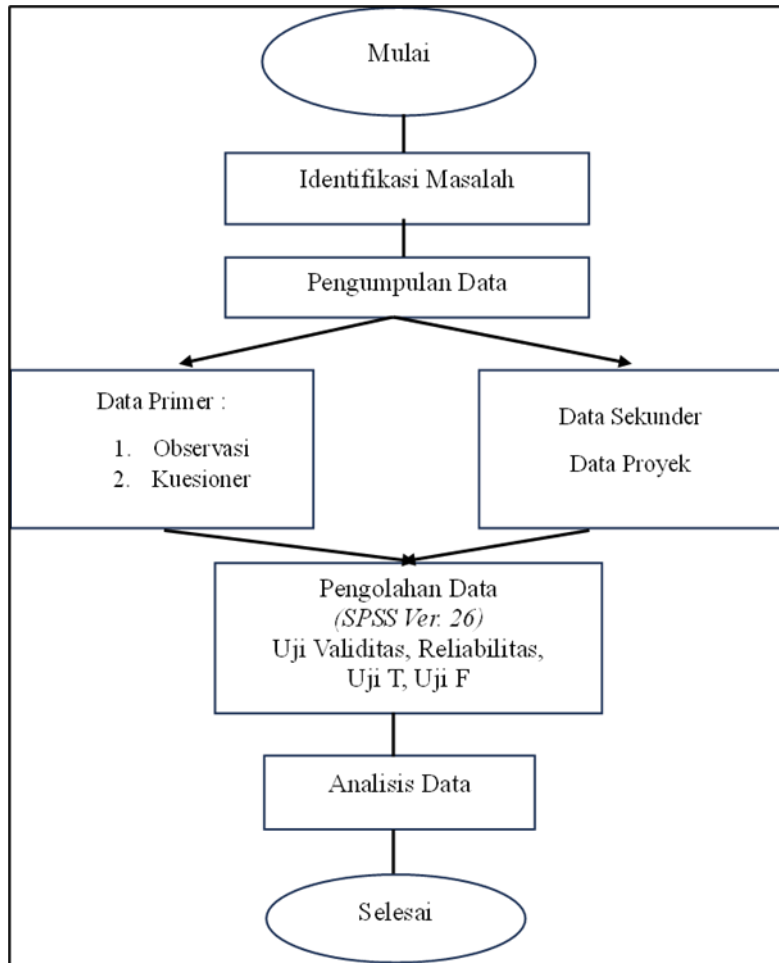 Mulai
Identifikasi Masalah
Pengumpulan Data
Data Primer :
1. Observasi
2. Kuesioner
Data Sekunder
Data Proyek
Pengolahan Data
(SPSS Ver. 26)
Uji Validitas, Reliabilitas,
Uji T, Uji F
Analisis Data
Selesai